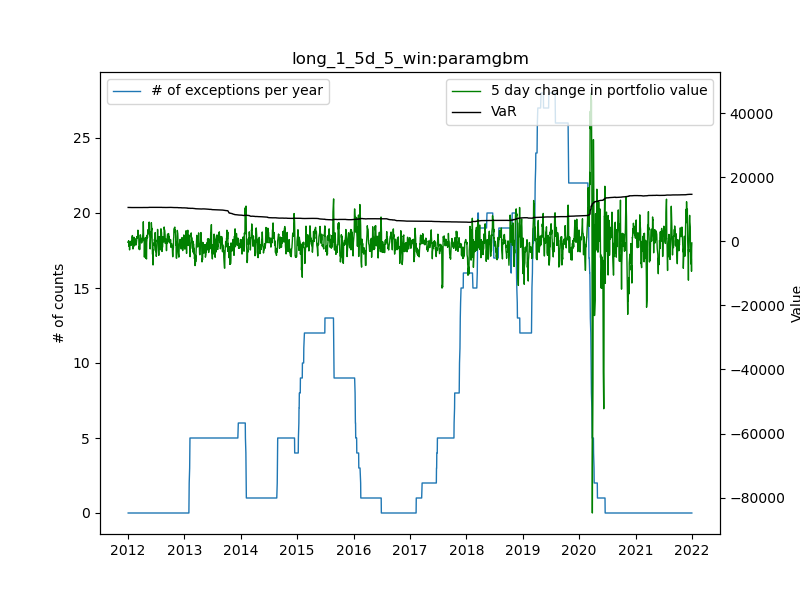 long_1_5d_5_win:paramgbm
# of exceptions per year
5 day change in portfolio value
VaR
# of counts
25
20
15
10
5
0
40000
20000
0
−20000
−40000
−60000
−80000
Value
2012 2013 2014 2015 2016 2017 2018 2019 2020 2021 2022